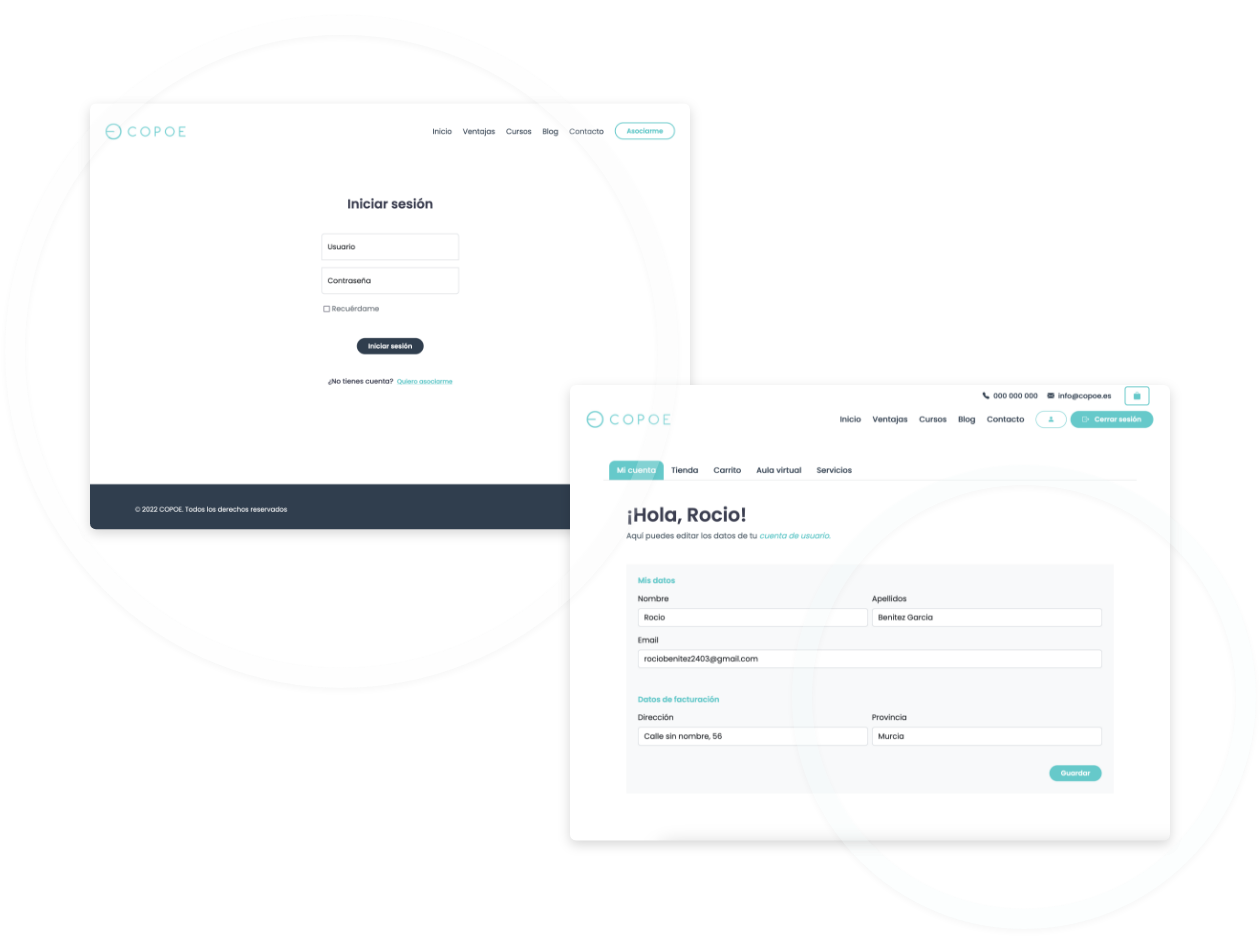 COPOE
Inicio Ventajas Cursos Blog Contacto Asociarme
Iniciar sesión
Usuario
Contraseña
Recuérdame
Iniciar sesión
¿No tienes cuenta? Quiero asociarme
© 2022 COPOE. Todos los derechos reservados
000 000 000 info@copoe.es
COPOE
Inicio Ventajas Cursos Blog Contacto Cerrar sesión
Mi cuenta Tienda Carrito Aula virtual Servicios
¡Hola, Rocio!
Aquí puedes editar los datos de tu cuenta de usuario.
Mis datos
Nombre Apellidos
Rocio Benitez Garcia
Email
rociobenitez2403@gmail.com
Datos de facturación
Dirección Provincia
Calle sin nombre, 56 Murcia
Guardar